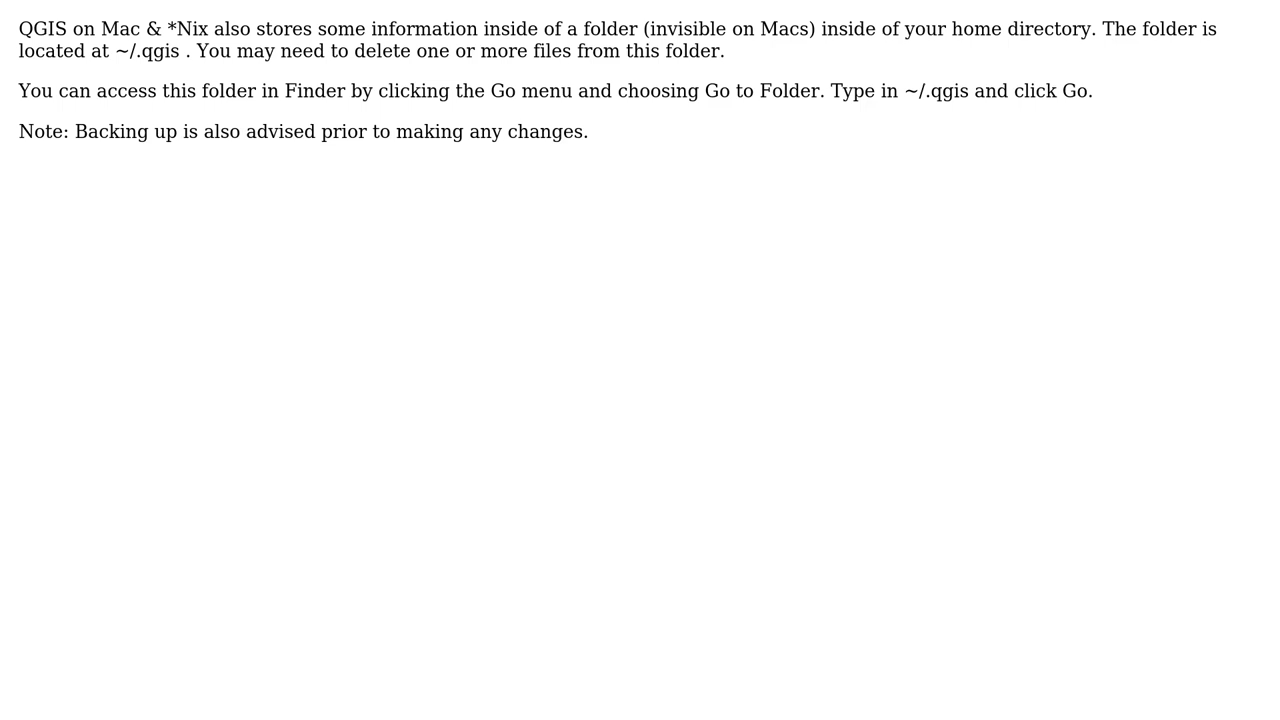 QGIS on Mac & *Nix also stores some information inside of a folder (invisible on Macs) inside of your home directory. The folder is
located at ~/.qgis . You may need to delete one or more files from this folder.
You can access this folder in Finder by clicking the Go menu and choosing Go to Folder. Type in ~/.qgis and click Go.
Note: Backing up is also advised prior to making any changes.